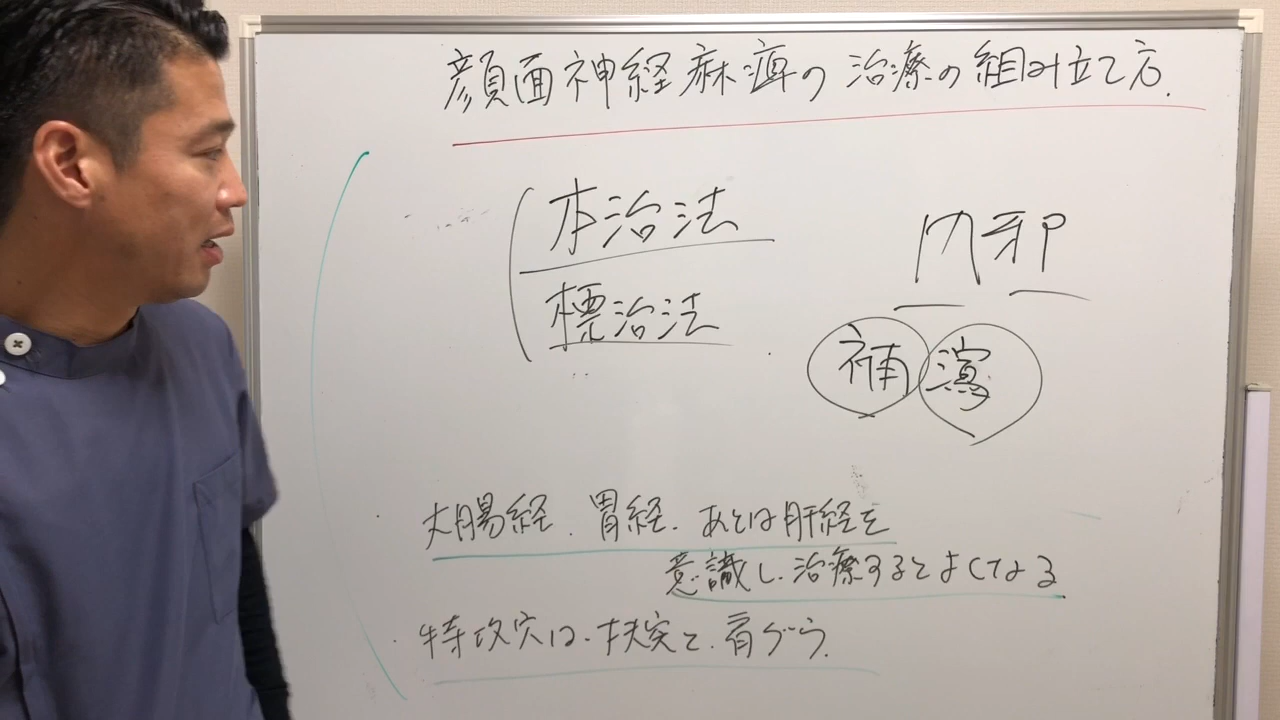 顔面神経麻痺の治療の組み立て方.
本治法
標治法
内邪
補 瀉
大腸経.胃経.あとは肝経を
意識し.治療するとよくなる
特攻穴は.扶突と.肩グウ.